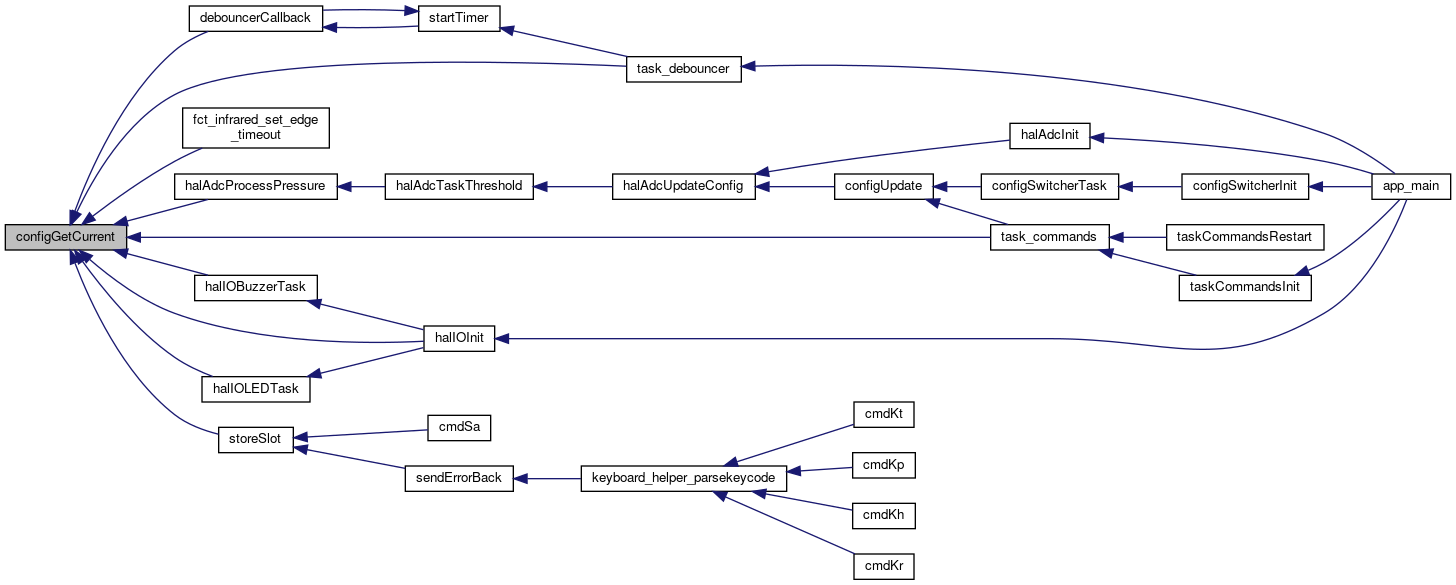 debouncerCallback
startTimer
task_debouncer
fct_infrared_set_edge
_timeout
halAdcInit
halAdcProcessPressure
halAdcTaskThreshold
halAdcUpdateConfig
configUpdate
configSwitcherTask
configSwitcherInit
app_main
configGetCurrent
task_commands
taskCommandsRestart
halIOBuzzerTask
taskCommandsInit
halIOInit
halIOLEDTask
cmdKt
cmdSa
storeSlot
cmdKp
sendErrorBack
keyboard_helper_parsekeycode
cmdKh
cmdKr